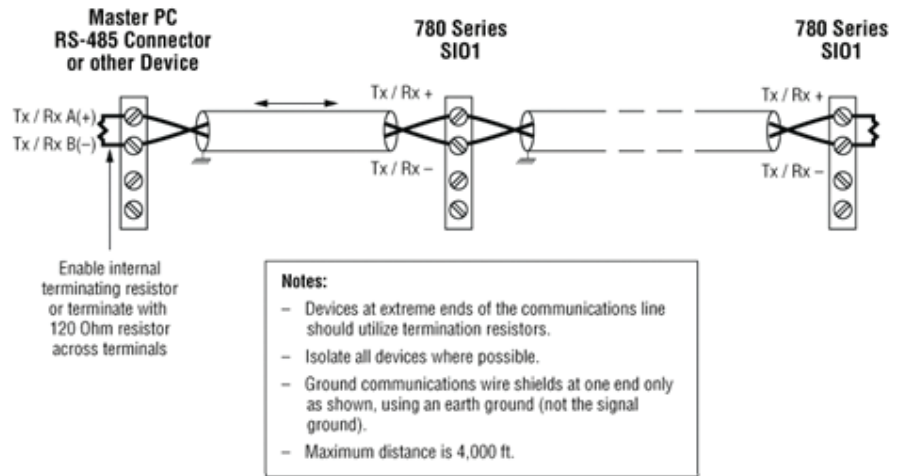 Master PC
RS-485 Connector
or other Device
780 Series
SIO1
780 Series
SIO1
Tx / Rx A(+)
Tx / Rx B(–)
Tx / Rx +
Tx / Rx –
Tx / Rx +
Tx / Rx –
Enable internal
terminating resistor
or terminate with
120 Ohm resistor
across terminals
Notes:
– Devices at extreme ends of the communications line
should utilize termination resistors.
– Isolate all devices where possible.
– Ground communications wire shields at one end only
as shown, using an earth ground (not the signal
ground).
– Maximum distance is 4,000 ft.